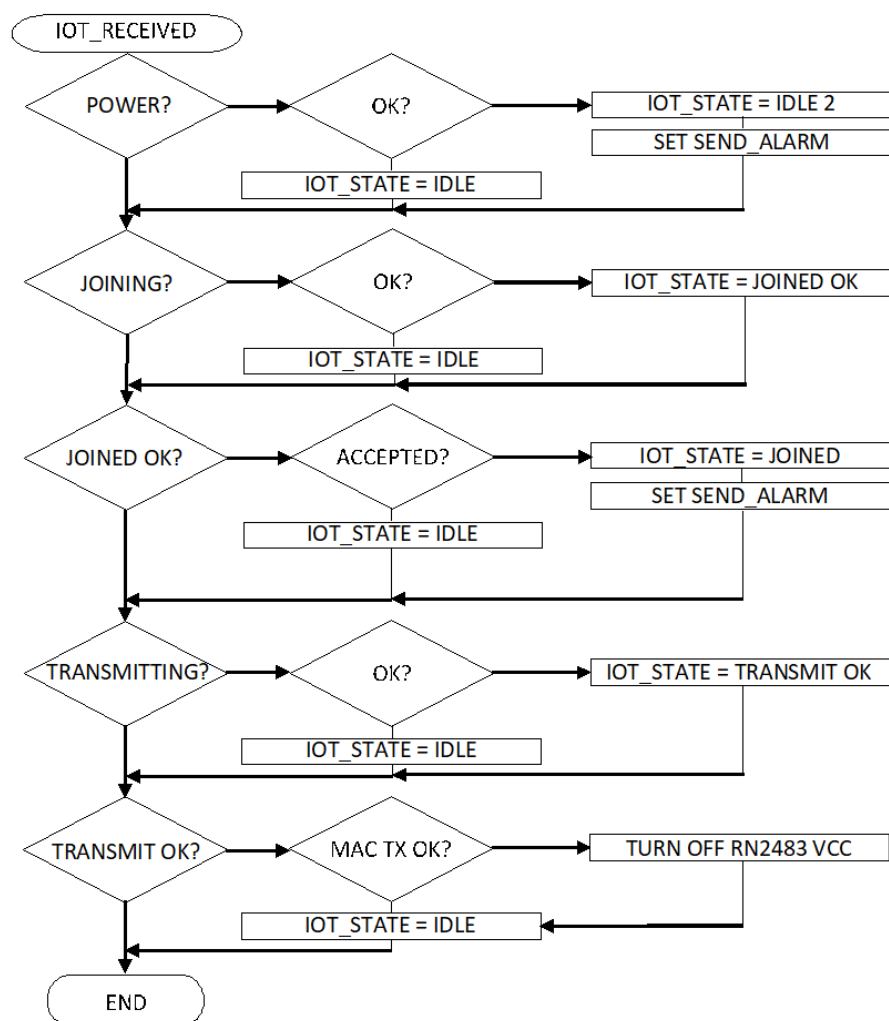 IOT_RECEIVED
POWER?
OK?
IOT_STATE = IDLE 2
SET SEND_ALARM
IOT_STATE = IDLE
JOINING?
OK?
IOT_STATE = JOINED OK
IOT_STATE = IDLE
JOINED OK?
ACCEPTED?
IOT_STATE = JOINED
SET SEND_ALARM
IOT_STATE = IDLE
TRANSMITTING?
OK?
IOT_STATE = TRANSMIT OK
IOT_STATE = IDLE
TRANSMIT OK?
MAC TX OK?
TURN OFF RN2483 VCC
IOT_STATE = IDLE
END